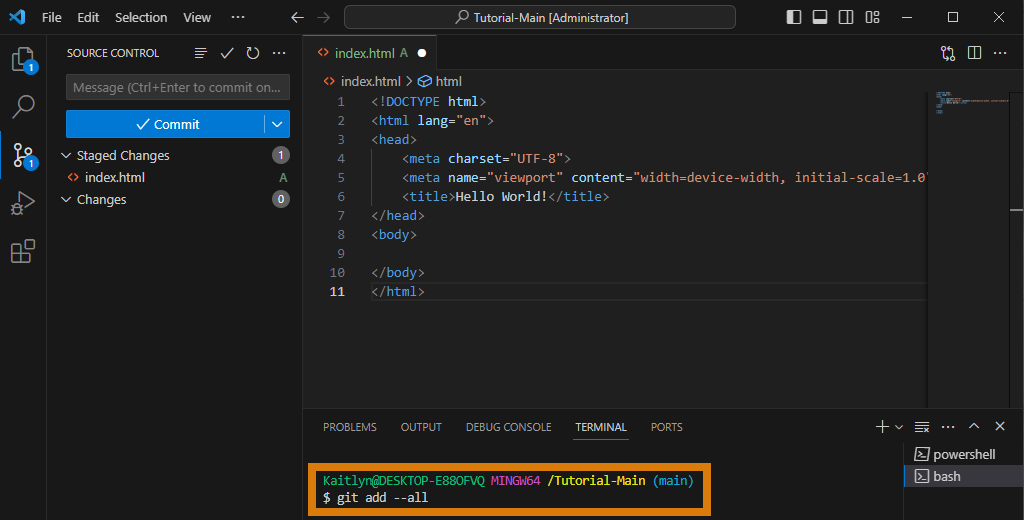 File Edit Selection View ··· Tutorial-Main [Administrator]
SOURCE CONTROL
Message (Ctrl+Enter to commit on...
Commit
Staged Changes 1
index.html A
Changes 0
1
1
index.html A
index.html > html
1 <!DOCTYPE html>
2 <html lang="en">
3 <head>
4 <meta charset="UTF-8">
5 <meta name="viewport" content="width=device-width, initial-scale=1.0"
6 <title>Hello World!</title>
7 </head>
8 <body>
9
10 </body>
11 </html>
PROBLEMS OUTPUT DEBUG CONSOLE TERMINAL PORTS
Kaitlyn@DESKTOP-E88OFVQ MINGW64 /Tutorial-Main (main)
$ git add --all
powershell
bash